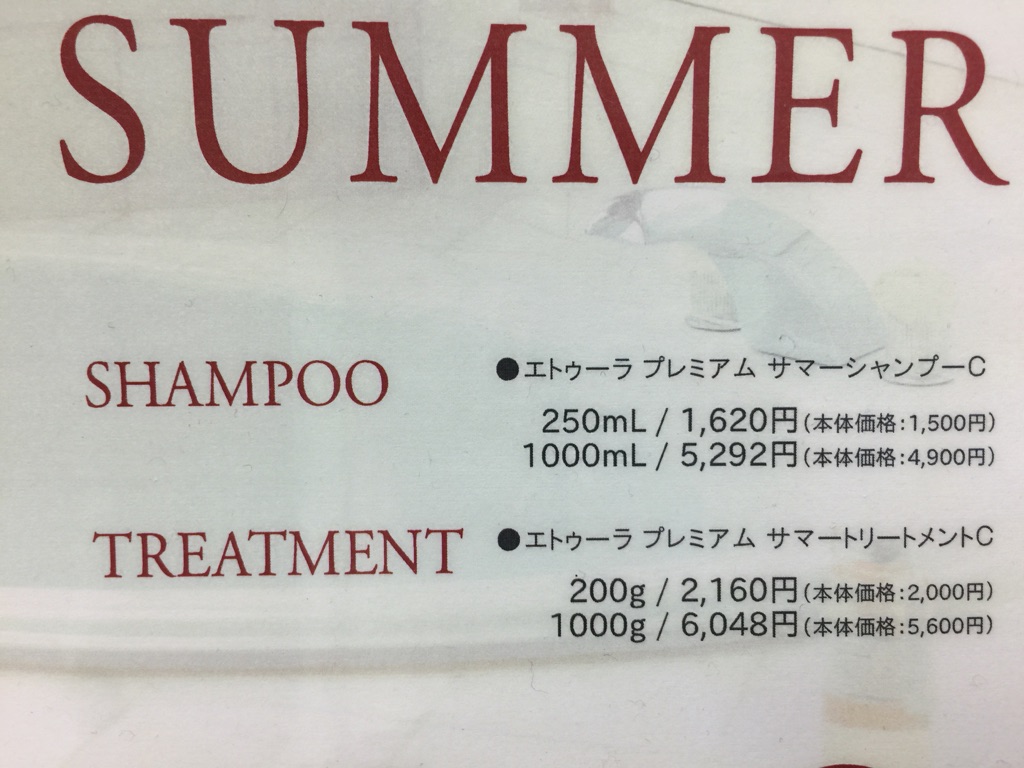 SUMMER
SHAMPOO
●エトゥーラ プレミアム サマーシャンプーC
250mL / 1,620円(本体価格:1,500円)
1000mL / 5,292円(本体価格:4,900円)
TREATMENT
●エトゥーラ プレミアム サマートリートメントC
200g / 2,160円(本体価格:2,000円)
1000g / 6,048円(本体価格:5,600円)